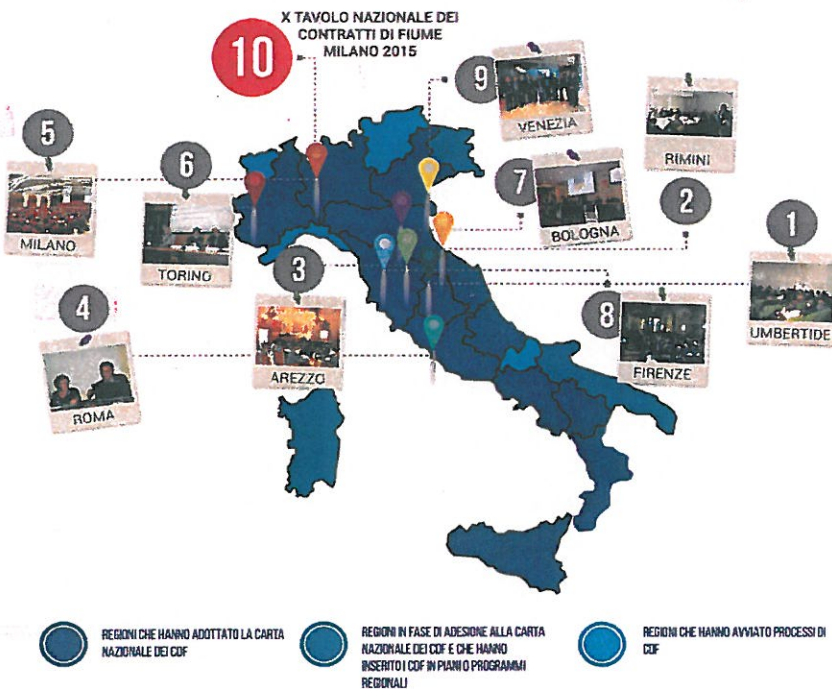 X TAVOLO NAZIONALE DEI
CONTRATTI DI FIUME
MILANO 2015
10
9
VENEZIA
RIMINI
5
MILANO
6
TORINO
7
BOLOGNA
2
1
UMBERTIDE
3
AREZZO
4
ROMA
8
FIRENZE
REGIONI CHE HANNO ADOTTATO LA CARTA
NAZIONALE DEI CDF
REGIONI IN FASE DI ADESIONE ALLA CARTA
NAZIONALE DEI CDF E CHE HANNO
INSERITO I CDF IN PIANI O PROGRAMMI
REGIONALI
REGIONI CHE HANNO AVVIATO PROCESSI DI
CDF